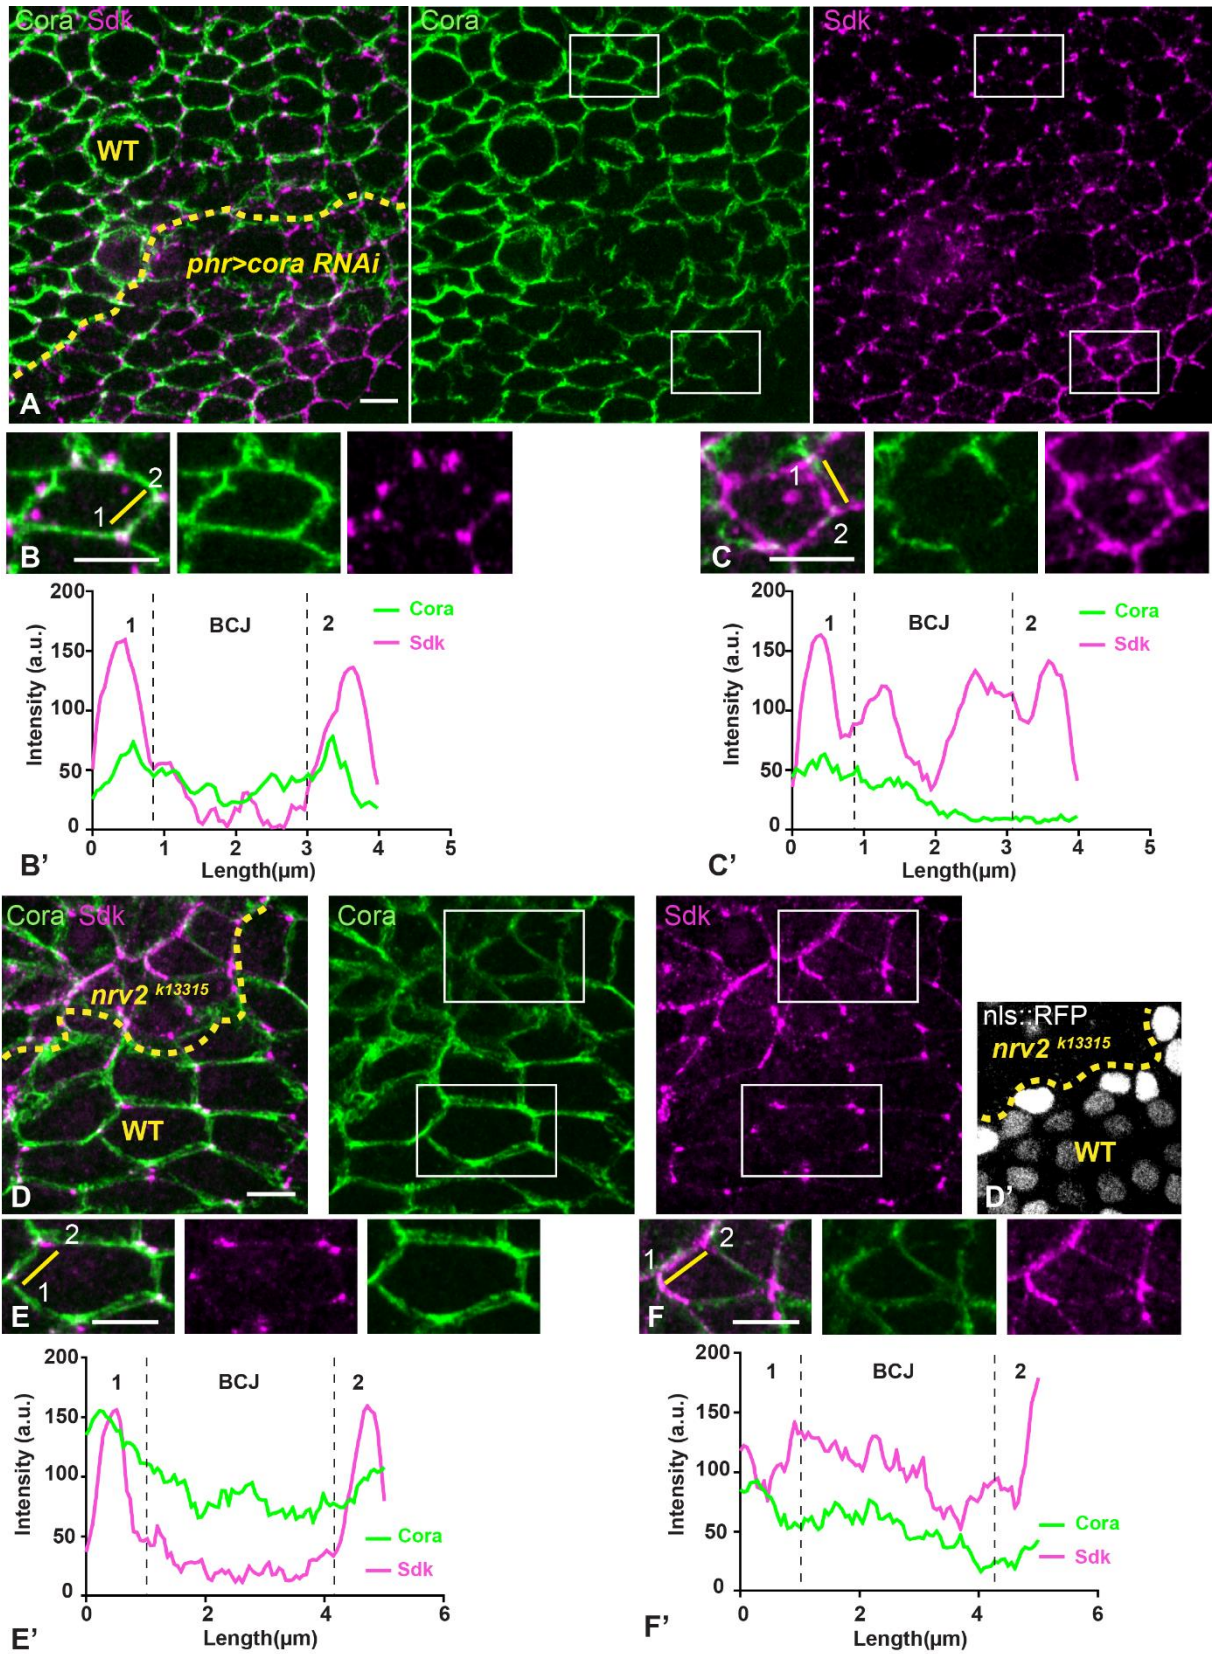 Cora Sdk
Cora
Sdk
WT
pnr>cora RNAi
A
2
1
B
1
2
C
200
150
100
50
0
Intensity (a.u.)
1
BCJ
2
Cora
Sdk
0 1 2 3 4 5
Length(µm)
B’
200
150
100
50
0
Intensity (a.u.)
1
BCJ
2
Cora
Sdk
0 1 2 3 4 5
Length(µm)
C’
Cora Sdk
Cora
Sdk
nrv2 k13315
WT
D
nls::RFP
nrv2 k13315
WT
D’
2
1
E
1
2
F
200
150
100
50
0
Intensity (a.u.)
1
BCJ
2
Cora
Sdk
0 2 4 6
Length(µm)
E’
200
150
100
50
0
Intensity (a.u.)
1
BCJ
2
Cora
Sdk
0 2 4 6
Length(µm)
F’